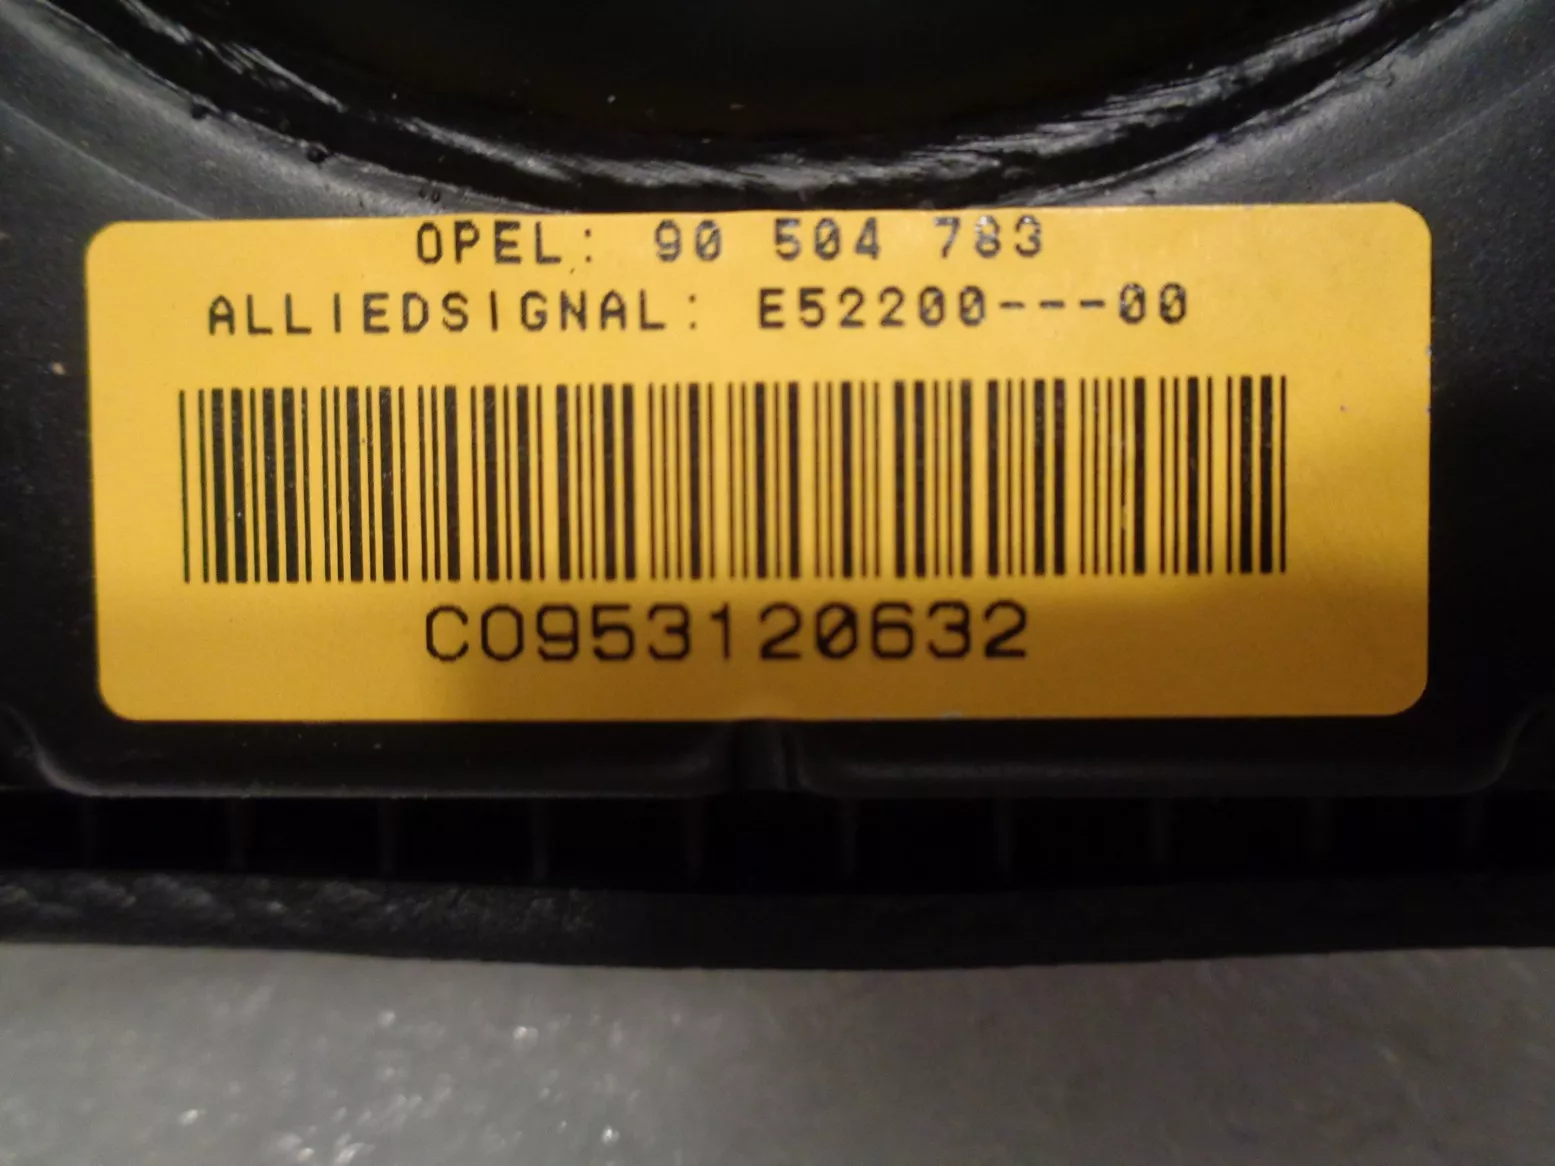 OPEL: 90 504 783
ALLIEDSIGNAL: E52200---00
C0953120632